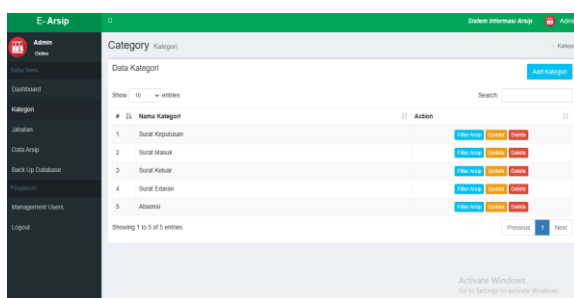 E- Arsip
Sistem Informasi Arsip
Admin
Admin
Online
Daftar Menu
Dashboard
Kategori
Jabatan
Data Arsip
Back Up Database
Pengaturan
Management Users
Logout
Category Kategori
Data Kategori
Add Kategori
Show 10 entries
Search:
# Nama Kategori Action
1 Surat Keputusan Filter Arsip Update Delete
2 Surat Masuk Filter Arsip Update Delete
3 Surat Keluar Filter Arsip Update Delete
4 Surat Edaran Filter Arsip Update Delete
5 Absensi Filter Arsip Update Delete
Showing 1 to 5 of 5 entries
Previous 1 Next
Activate Windows
Go to Settings to activate Windows.